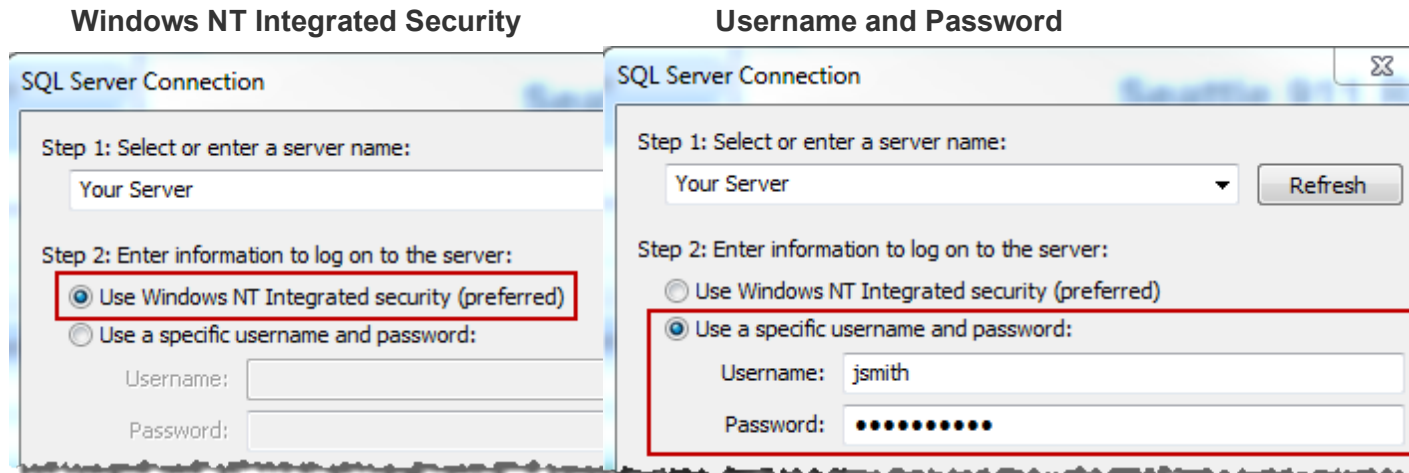 Windows NT Integrated Security
SQL Server Connection
Step 1: Select or enter a server name:
Your Server
Step 2: Enter information to log on to the server:
Use Windows NT Integrated security (preferred)
Use a specific username and password:
Username:
Password:
Username and Password
SQL Server Connection
Seattle 911
Step 1: Select or enter a server name:
Your Server
Refresh
Step 2: Enter information to log on to the server:
Use Windows NT Integrated security (preferred)
Use a specific username and password:
Username: jsmith
Password: ●●●●●●●●●●